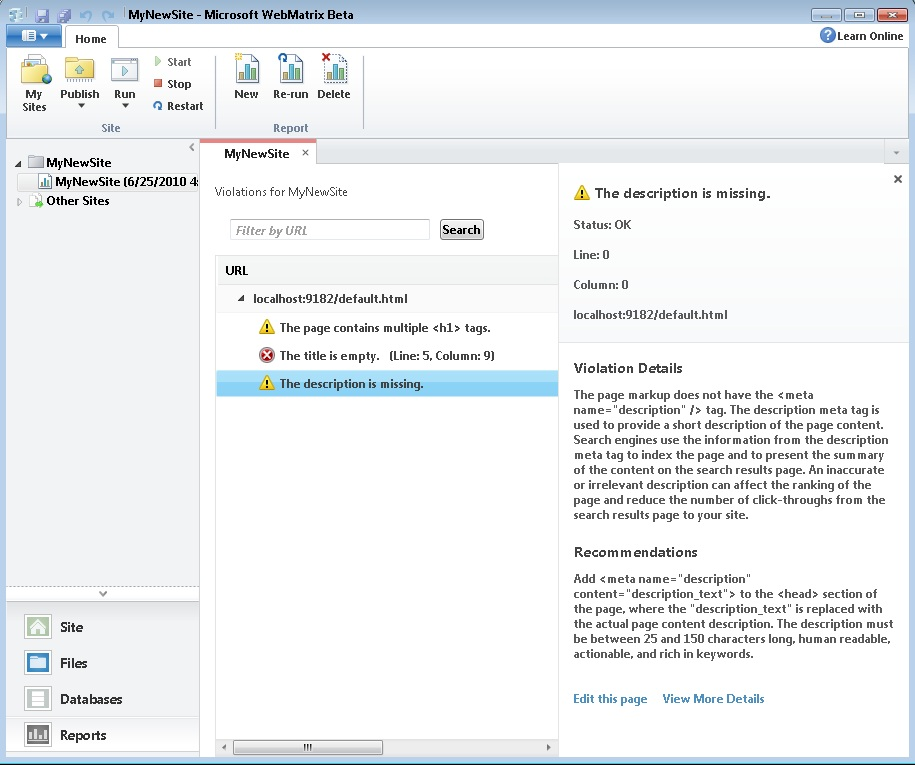 MyNewSite - Microsoft WebMatrix Beta
Home
Learn Online
My
Sites
Publish
Run
Start
Stop
Restart
Site
New
Re-run
Delete
Report
MyNewSite
MyNewSite (6/25/2010 4:
Other Sites
Site
Files
Databases
Reports
MyNewSite
Violations for MyNewSite
Filter by URL
Search
URL
localhost:9182/default.html
The page contains multiple <h1> tags.
The title is empty. (Line: 5, Column: 9)
The description is missing.
The description is missing.
Status: OK
Line: 0
Column: 0
localhost:9182/default.html
Violation Details
The page markup does not have the <meta
name="description" /> tag. The description meta tag is
used to provide a short description of the page content.
Search engines use the information from the description
meta tag to index the page and to present the summary
of the content on the search results page. An inaccurate
or irrelevant description can affect the ranking of the
page and reduce the number of click-throughs from the
search results page to your site.
Recommendations
Add <meta name="description"
content="description_text"> to the <head> section of
the page, where the "description_text" is replaced with
the actual page content description. The description must
be between 25 and 150 characters long, human readable,
actionable, and rich in keywords.
Edit this page View More Details